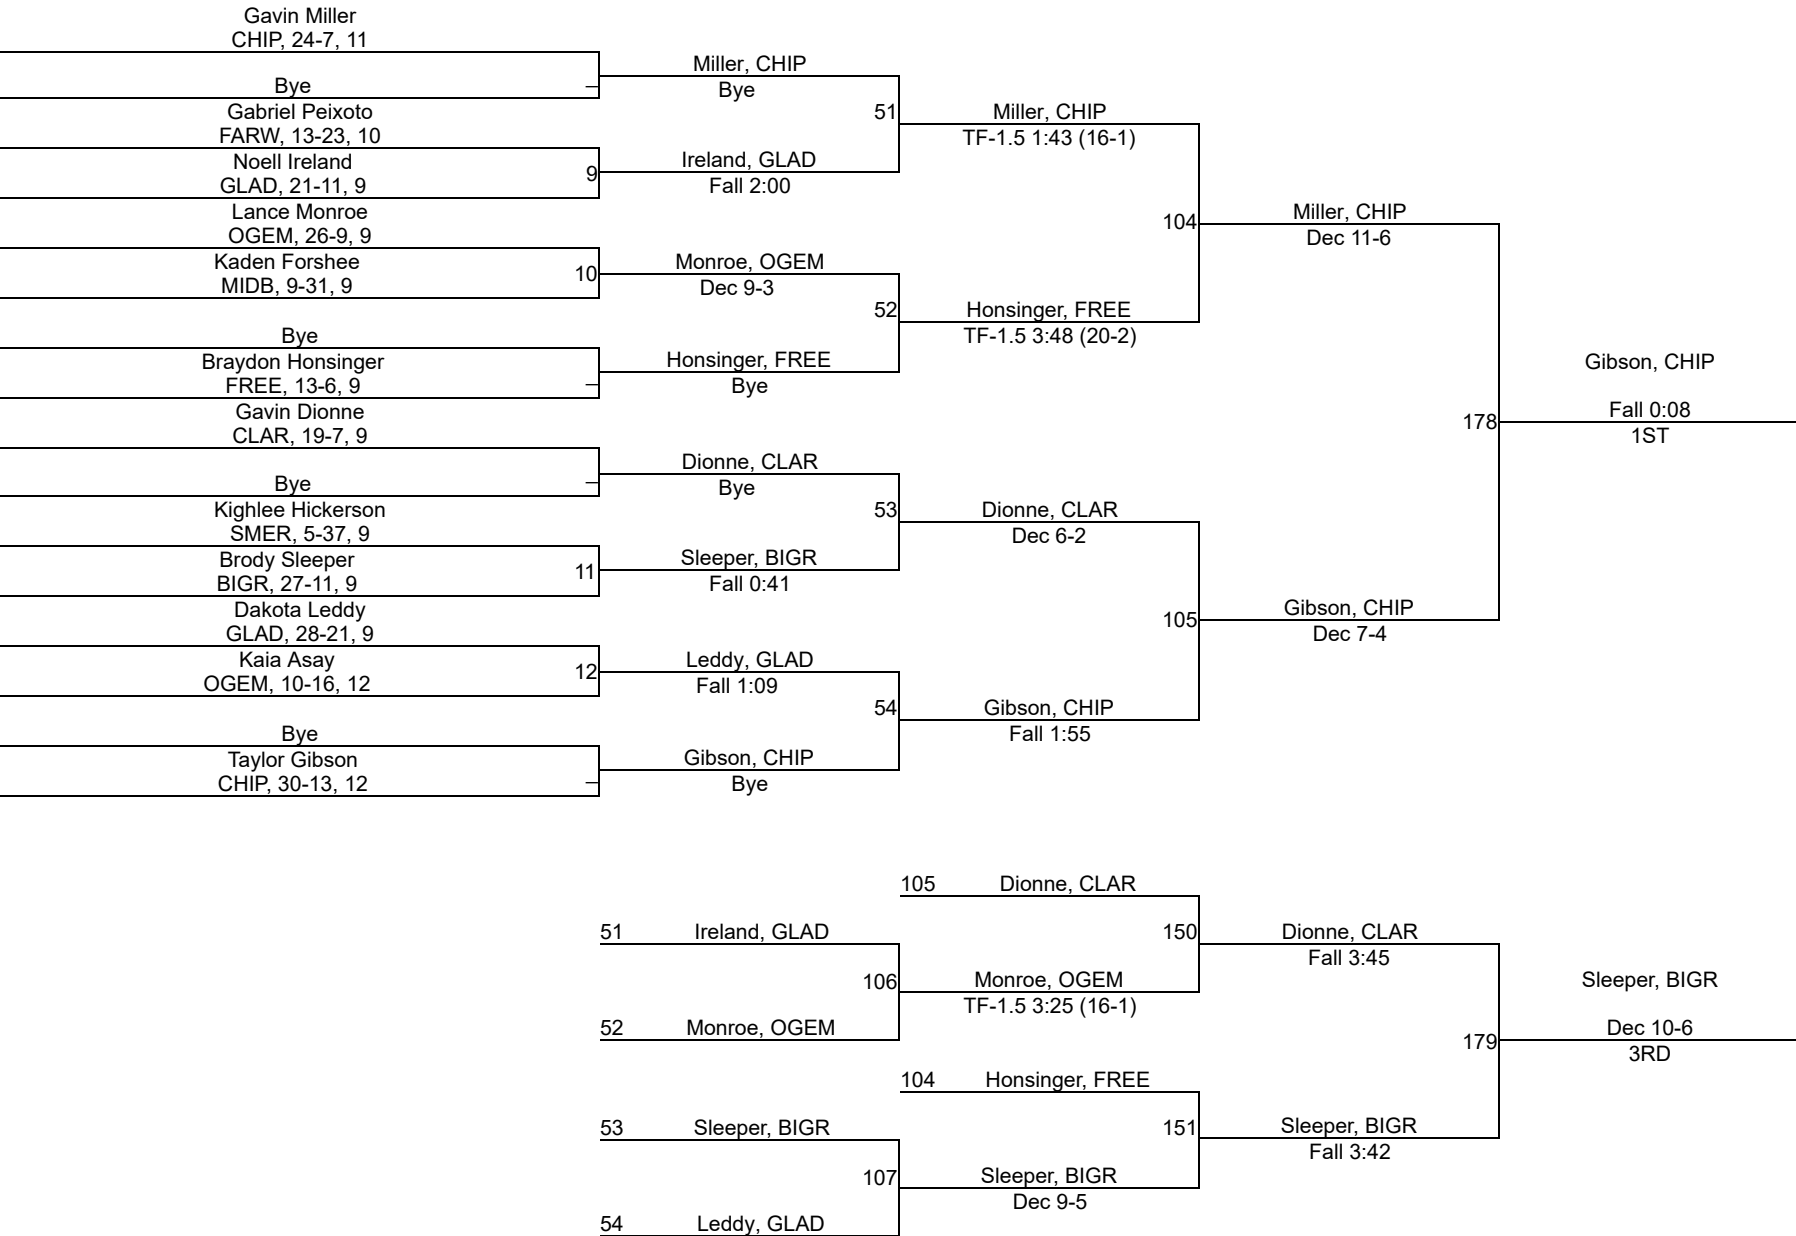 Gavin Miller
CHIP, 24-7, 11
Bye
–
Gabriel Peixoto
FARW, 13-23, 10
Noell Ireland
GLAD, 21-11, 9
9
Lance Monroe
OGEM, 26-9, 9
Kaden Forshee
MIDB, 9-31, 9
10
Bye
Braydon Honsinger
FREE, 13-6, 9
–
Gavin Dionne
CLAR, 19-7, 9
Bye
–
Kighlee Hickerson
SMER, 5-37, 9
Brody Sleeper
BIGR, 27-11, 9
11
Dakota Leddy
GLAD, 28-21, 9
Kaia Asay
OGEM, 10-16, 12
12
Bye
Taylor Gibson
CHIP, 30-13, 12
–
Miller, CHIP
Bye
51
Ireland, GLAD
Fall 2:00
Monroe, OGEM
Dec 9-3
52
Honsinger, FREE
Bye
Dionne, CLAR
Bye
53
Sleeper, BIGR
Fall 0:41
Leddy, GLAD
Fall 1:09
54
Gibson, CHIP
Bye
Miller, CHIP
TF-1.5 1:43 (16-1)
104
Honsinger, FREE
TF-1.5 3:48 (20-2)
Dionne, CLAR
Dec 6-2
105
Gibson, CHIP
Fall 1:55
Miller, CHIP
Dec 11-6
178
Gibson, CHIP
Dec 7-4
Gibson, CHIP
Fall 0:08
1ST
105 Dionne, CLAR
51 Ireland, GLAD
106
52 Monroe, OGEM
Monroe, OGEM
TF-1.5 3:25 (16-1)
150
Dionne, CLAR
Fall 3:45
104 Honsinger, FREE
53 Sleeper, BIGR
107
54 Leddy, GLAD
Sleeper, BIGR
Dec 9-5
151
Sleeper, BIGR
Fall 3:42
179
Sleeper, BIGR
Dec 10-6
3RD